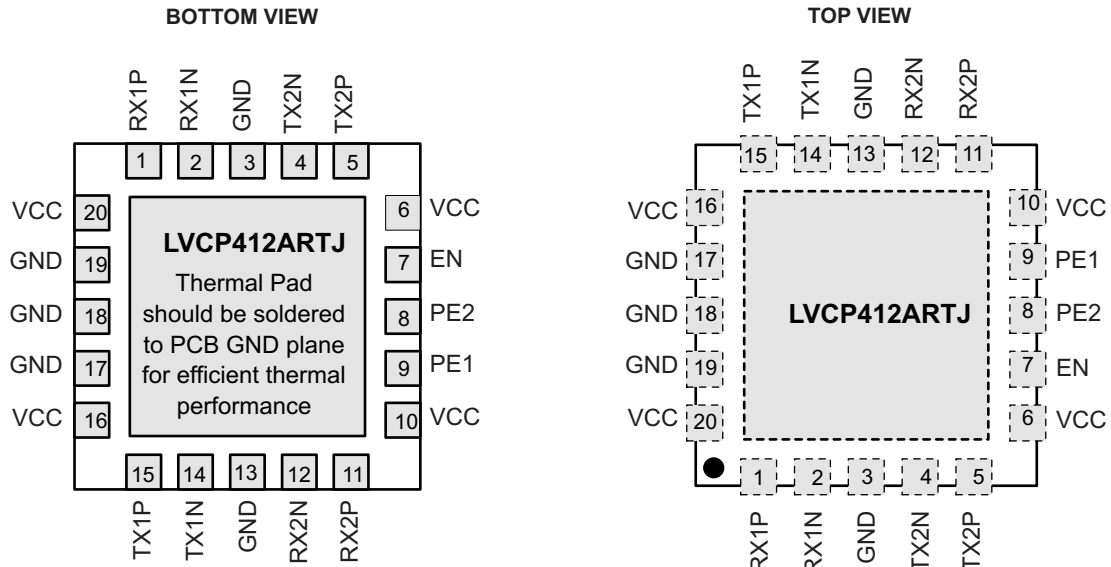 BOTTOM VIEW
RX1P
RX1N
GND
TX2N
TX2P
1 2 3 4 5
VCC 20
GND 19
GND 18
GND 17
VCC 16
LVCP412ARTJ
Thermal Pad
should be soldered
to PCB GND plane
for efficient thermal
performance
6 VCC
7 EN
8 PE2
9 PE1
10 VCC
15 14 13 12 11
TX1P
TX1N
GND
RX2N
RX2P
TOP VIEW
TX1P
TX1N
GND
RX2N
RX2P
15 14 13 12 11
VCC 16
GND 17
GND 18
GND 19
VCC 20
LVCP412ARTJ
10 VCC
9 PE1
8 PE2
7 EN
6 VCC
1 2 3 4 5
RX1P
RX1N
GND
TX2N
TX2P